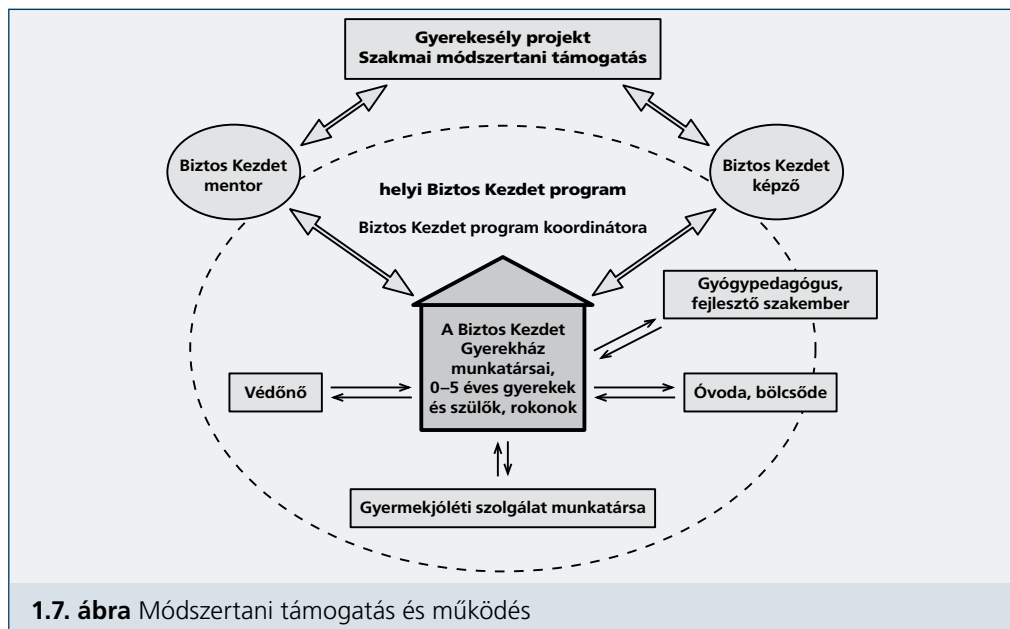 Gyerekesély projekt
Szakmai módszertani támogatás
Biztos Kezdet
mentor
Biztos Kezdet
képző
helyi Biztos Kezdet program
Biztos Kezdet program koordinátora
Gyógypedagógus,
fejlesztő szakember
A Biztos Kezdet
Gyerekház
munkatársai,
0–5 éves gyerekek
és szülők, rokonok
Védőnő
Óvoda, bölcsőde
Gyermekjóléti szolgálat munkatársa
1.7. ábra Módszertani támogatás és működés